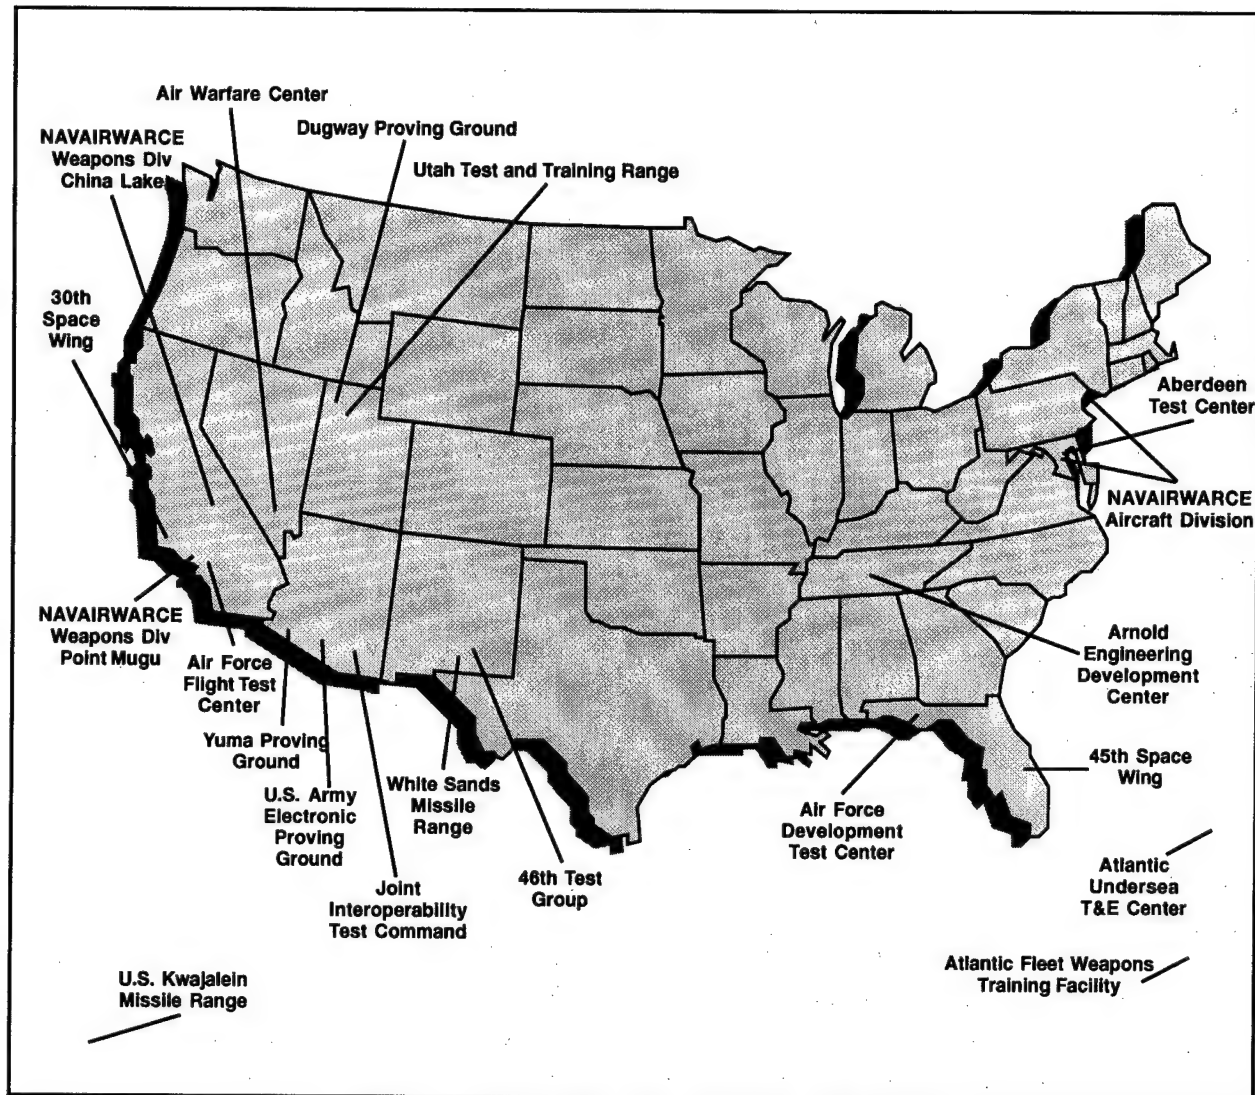 Air Warfare Center
Dugway Proving Ground
NAVAIRWARCE
Weapons Div
China Lake
Utah Test and Training Range
30th
Space
Wing
Aberdeen
Test Center
NAVAIRWARCE
Aircraft Division
NAVAIRWARCE
Weapons Div
Point Mugu
Air Force
Flight Test
Center
Yuma Proving
Ground
U.S. Army
Electronic
Proving
Ground
Joint
Interoperability
Test Command
White Sands
Missile
Range
46th Test
Group
Air Force
Development
Test Center
Arnold
Engineering
Development
Center
45th Space
Wing
Atlantic
Undersea
T&E Center
Atlantic Fleet Weapons
Training Facility
U.S. Kwajalein
Missile Range